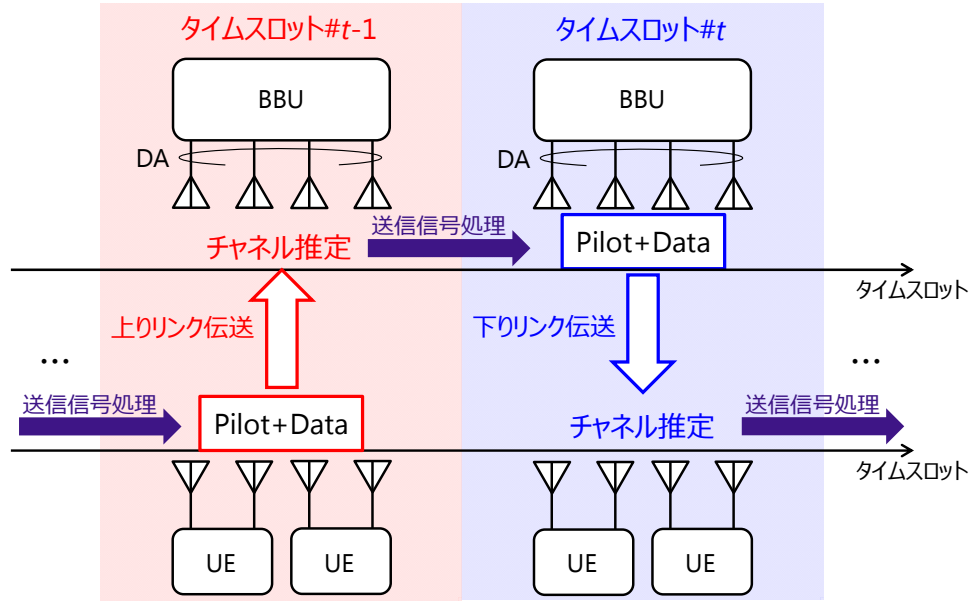 タイムスロット#t-1
タイムスロット#t
BBU
BBU
DA
DA
送信信号処理
チャネル推定
Pilot+Data
タイムスロット
上りリンク伝送
下りリンク伝送
…
…
送信信号処理
Pilot+Data
チャネル推定
送信信号処理
タイムスロット
UE
UE
UE
UE